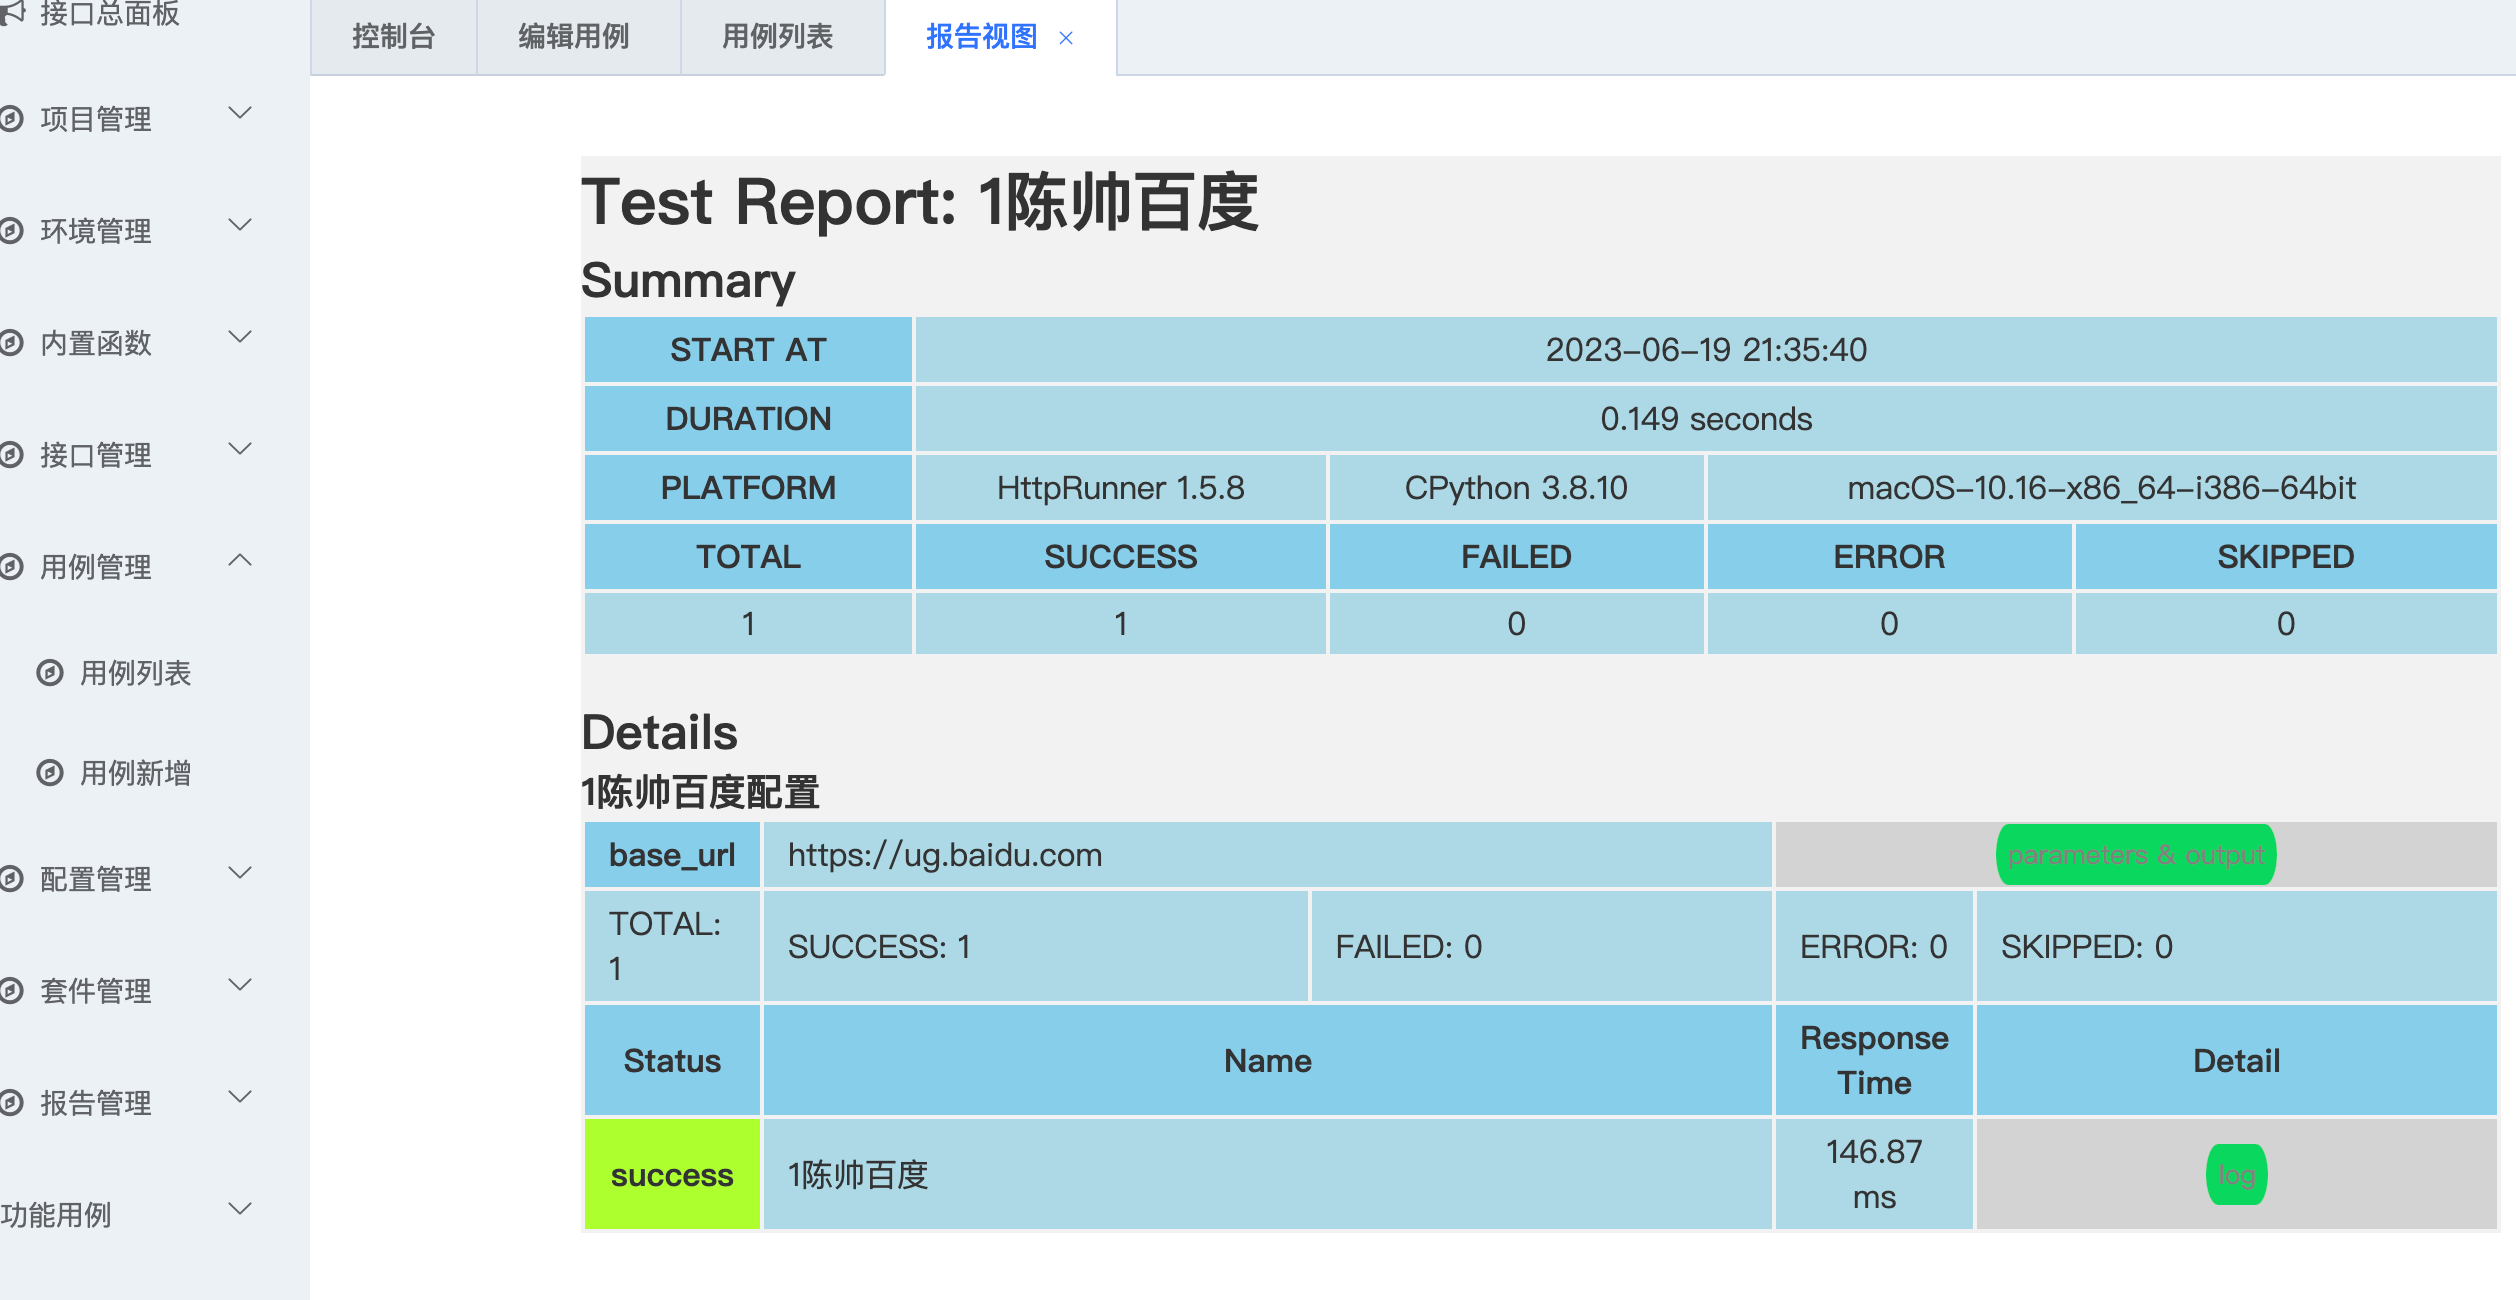 接口总面板
项目管理
环境管理
内置函数
接口管理
用例管理
用例列表
用例新增
配置管理
套件管理
报告管理
功能用例
控制台 编辑用例 用例列表 报告视图 ×
Test Report: 1陈帅百度
Summary
START AT 2023-06-19 21:35:40
DURATION 0.149 seconds
PLATFORM HttpRunner 1.5.8 CPython 3.8.10 macOS-10.16-x86_64-i386-64bit
TOTAL SUCCESS FAILED ERROR SKIPPED
1 1 0 0 0
Details
1陈帅百度配置
base_url https://ug.baidu.com parameters & output
TOTAL:
1
SUCCESS: 1 FAILED: 0 ERROR: 0 SKIPPED: 0
Status Name
Response
Time
Detail
success 1陈帅百度
146.87
ms
log